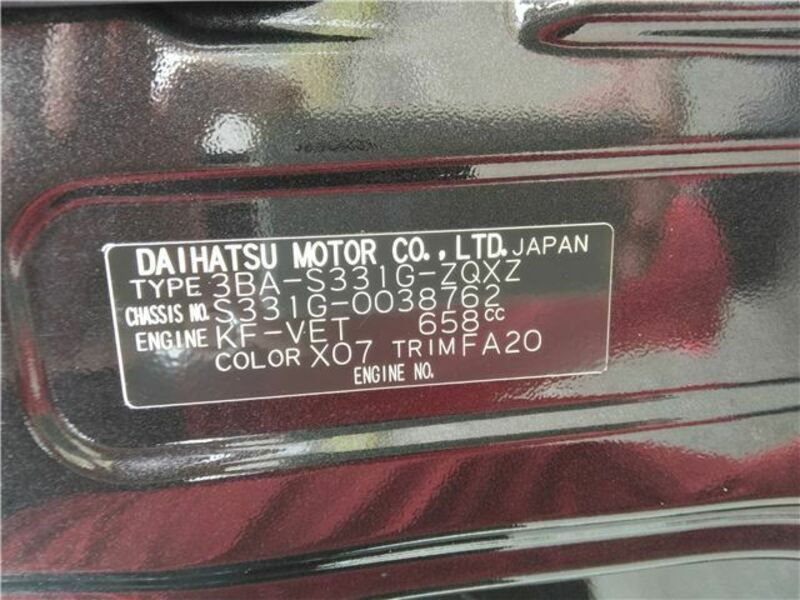 DAIHATSU MOTOR CO., LTD. JAPAN
TYPE 3BA-S331G-ZQXZ
CHASSIS NO. S331G-0038762
ENGINE KF-VET 658cc
COLOR X07 TRIM FA20
ENGINE NO.